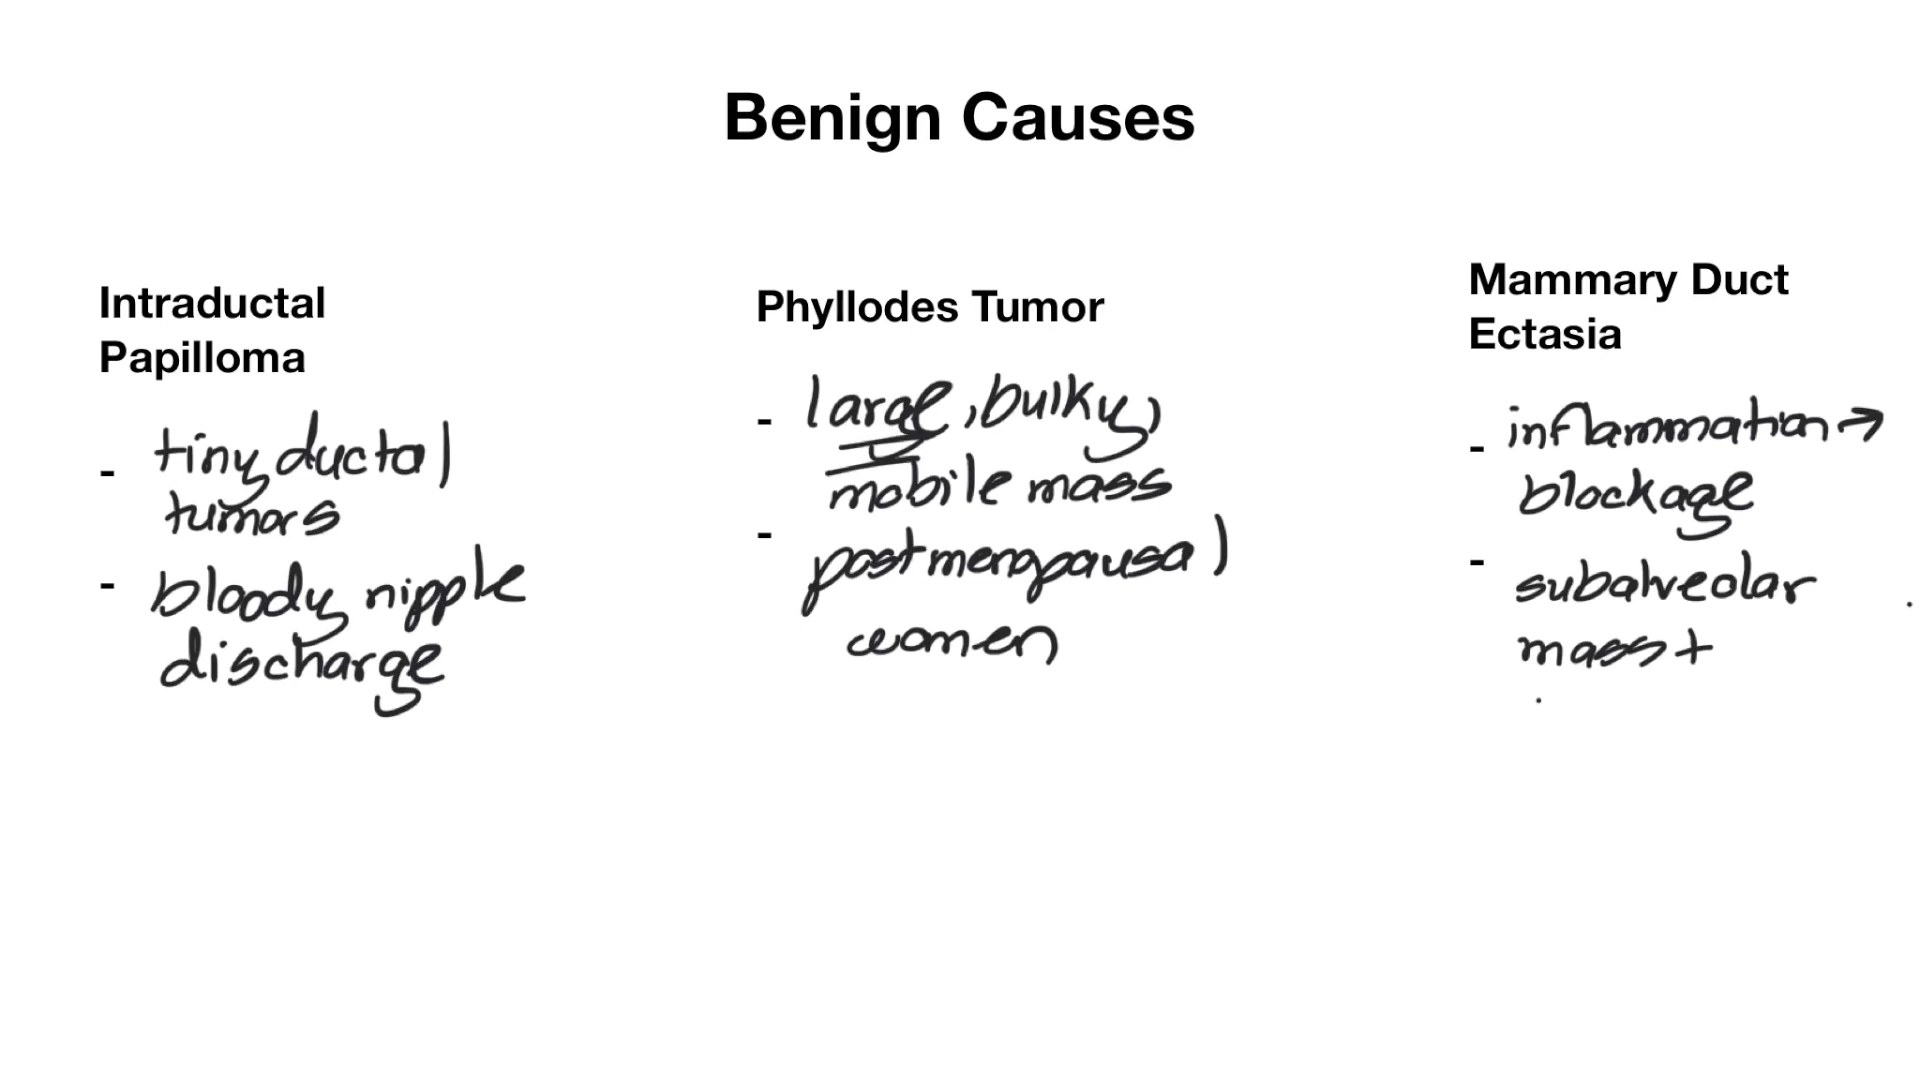 Benign Causes
Intraductal
Papilloma
- tiny ductal
tumors
- bloody nipple
discharge
Phyllodes Tumor
- large, bulky,
mobile mass
- postmenopausal
women
Mammary Duct
Ectasia
- inflammation →
blockage
- subalveolar
mass +